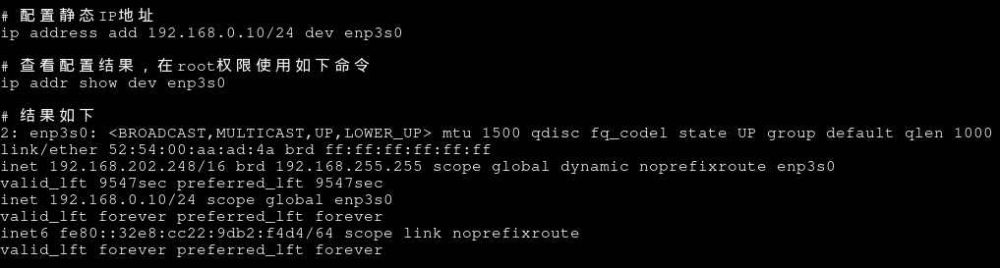 # 配置静态IP地址
ip address add 192.168.0.10/24 dev enp3s0
# 查看配置结果，在root权限使用如下命令
ip addr show dev enp3s0
# 结果如下
2: enp3s0: <BROADCAST,MULTICAST,UP,LOWER_UP> mtu 1500 qdisc fq_codel state UP group default qlen 1000
link/ether 52:54:00:aa:ad:4a brd ff:ff:ff:ff:ff:ff
inet 192.168.202.248/16 brd 192.168.255.255 scope global dynamic noprefixroute enp3s0
valid_lft 9547sec preferred_lft 9547sec
inet 192.168.0.10/24 scope global enp3s0
valid_lft forever preferred_lft forever
inet6 fe80::32e8:cc22:9db2:f4d4/64 scope link noprefixroute
valid_lft forever preferred_lft forever